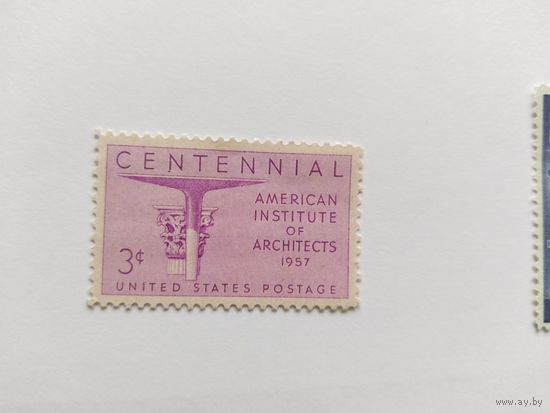 CENTENNIAL
AMERICAN
INSTITUTE
OF
ARCHITECTS
1957
3¢
UNITED STATES POSTAGE
© www.ay.by